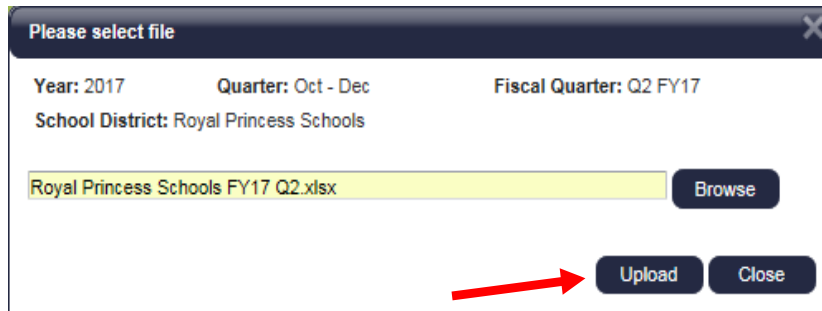 Please select file
Year: 2017 Quarter: Oct - Dec Fiscal Quarter: Q2 FY17
School District: Royal Princess Schools
Royal Princess Schools FY17 Q2.xlsx Browse
Upload Close